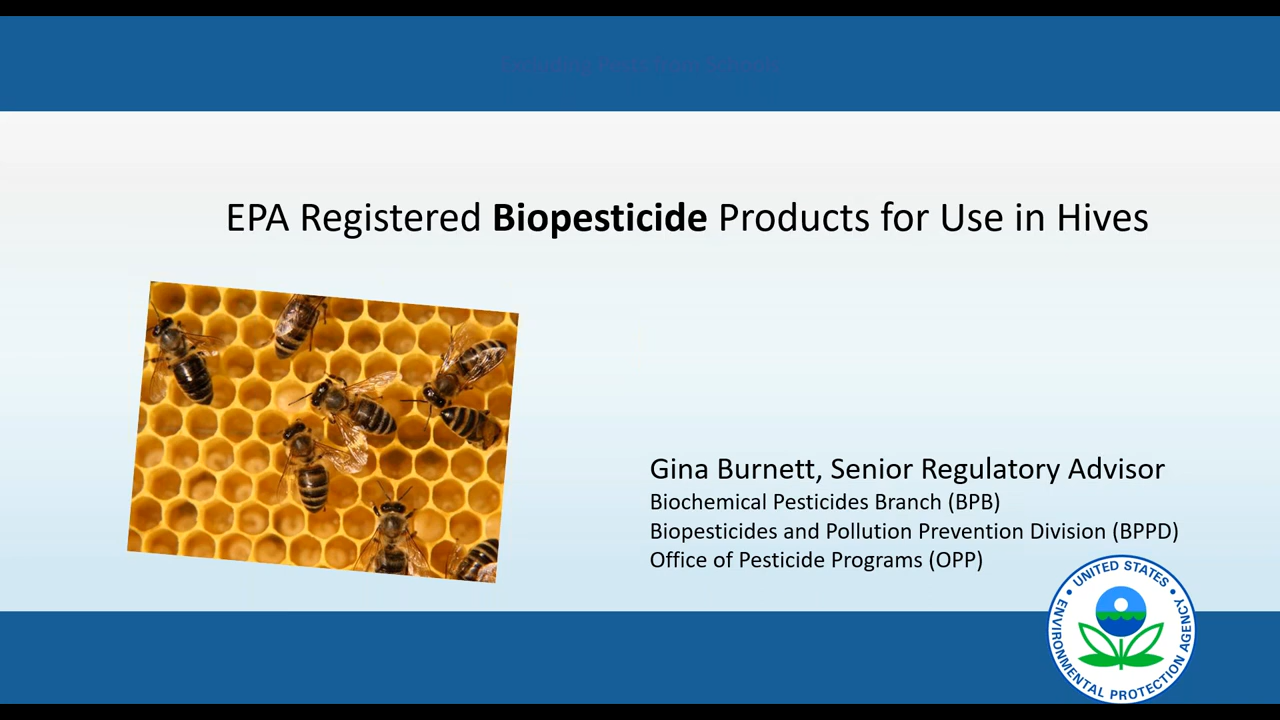 EPA Registered Biopesticide Products for Use in Hives
Gina Burnett, Senior Regulatory Advisor
Biochemical Pesticides Branch (BPB)
Biopesticides and Pollution Prevention Division (BPPD)
Office of Pesticide Programs (OPP)
UNITED STATES
ENVIRONMENTAL PROTECTION AGENCY